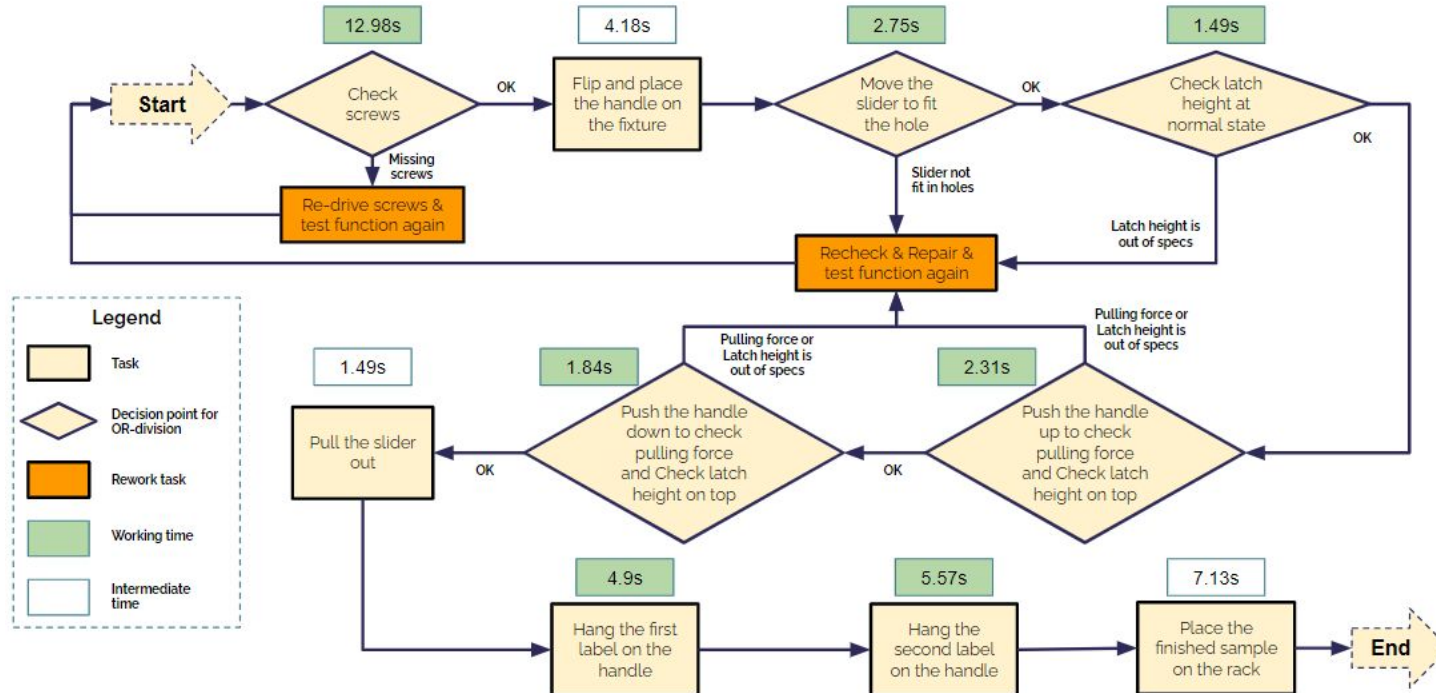 12.98s
4.18s
2.75s
1.49s
Start
Check
screws
OK
Flip and place
the handle on
the fixture
Move the
slider to fit
the hole
OK
Check latch
height at
normal state
OK
Missing
screws
Slider not
fit in holes
Latch height is
out of specs
Re-drive screws &
test function again
Recheck & Repair &
test function again
Legend
Task
Decision point for
OR-division
Rework task
Working time
Intermediate
time
Pulling force or
Latch height is
out of specs
Pulling force or
Latch height is
out of specs
1.49s
1.84s
2.31s
Pull the slider
out
OK
Push the handle
down to check
pulling force
and Check latch
height on top
OK
Push the handle
up to check
pulling force
and Check latch
height on top
4.9s
5.57s
7.13s
Hang the first
label on the
handle
Hang the
second label
on the handle
Place the
finished sample
on the rack
End